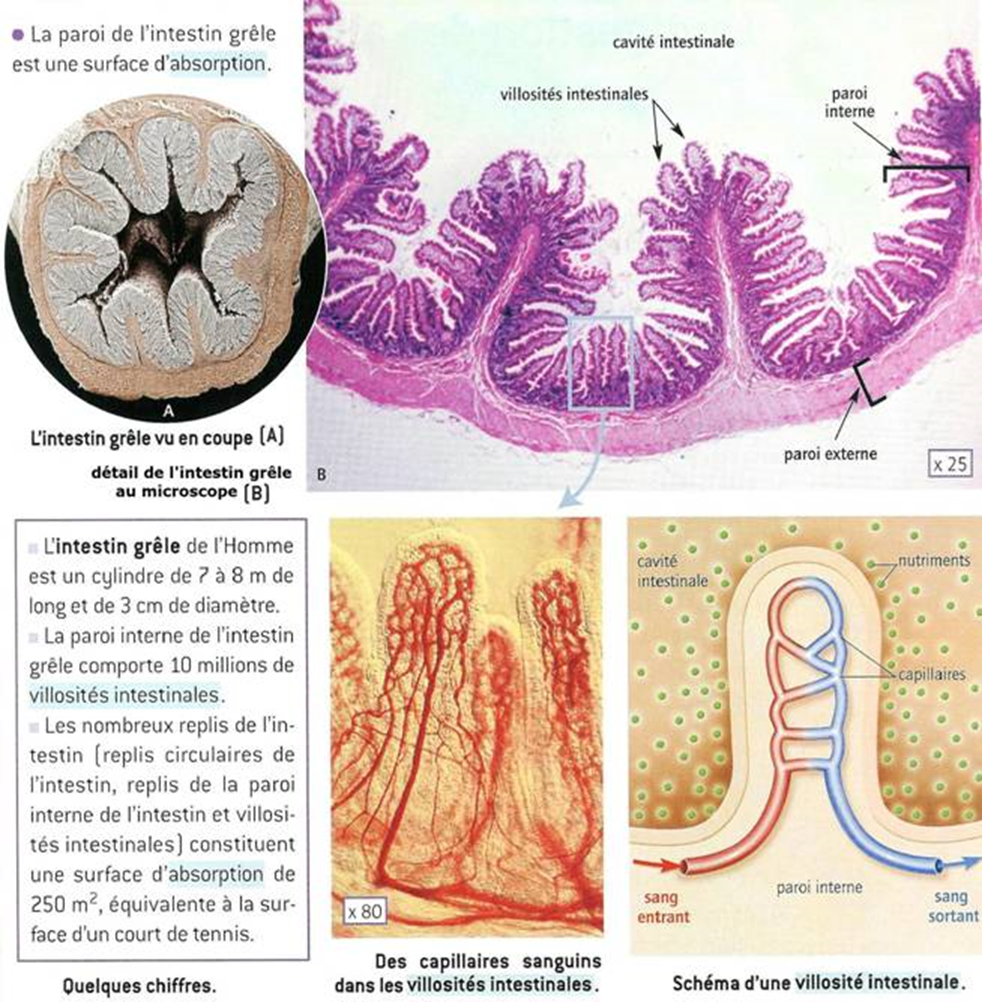 ● La paroi de l'intestin grêle
est une surface d'absorption.
A
L'intestin grêle vu en coupe (A)
détail de l'intestin grêle
au microscope (B)
cavité intestinale
villosités intestinales
paroi
interne
paroi externe
B
x 25
L'intestin grêle de l'Homme
est un cylindre de 7 à 8 m de
long et de 3 cm de diamètre.
La paroi interne de l'intestin
grêle comporte 10 millions de
villosités intestinales.
Les nombreux replis de l'in-
testin (replis circulaires de
l'intestin, replis de la paroi
interne de l'intestin et villosi-
tés intestinales) constituent
une surface d'absorption de
250 m², équivalente à la sur-
face d'un court de tennis.
Quelques chiffres.
x 80
Des capillaires sanguins
dans les villosités intestinales.
cavité
intestinale
nutriments
capillaires
sang
entrant
paroi interne
sang
sortant
Schéma d'une villosité intestinale.